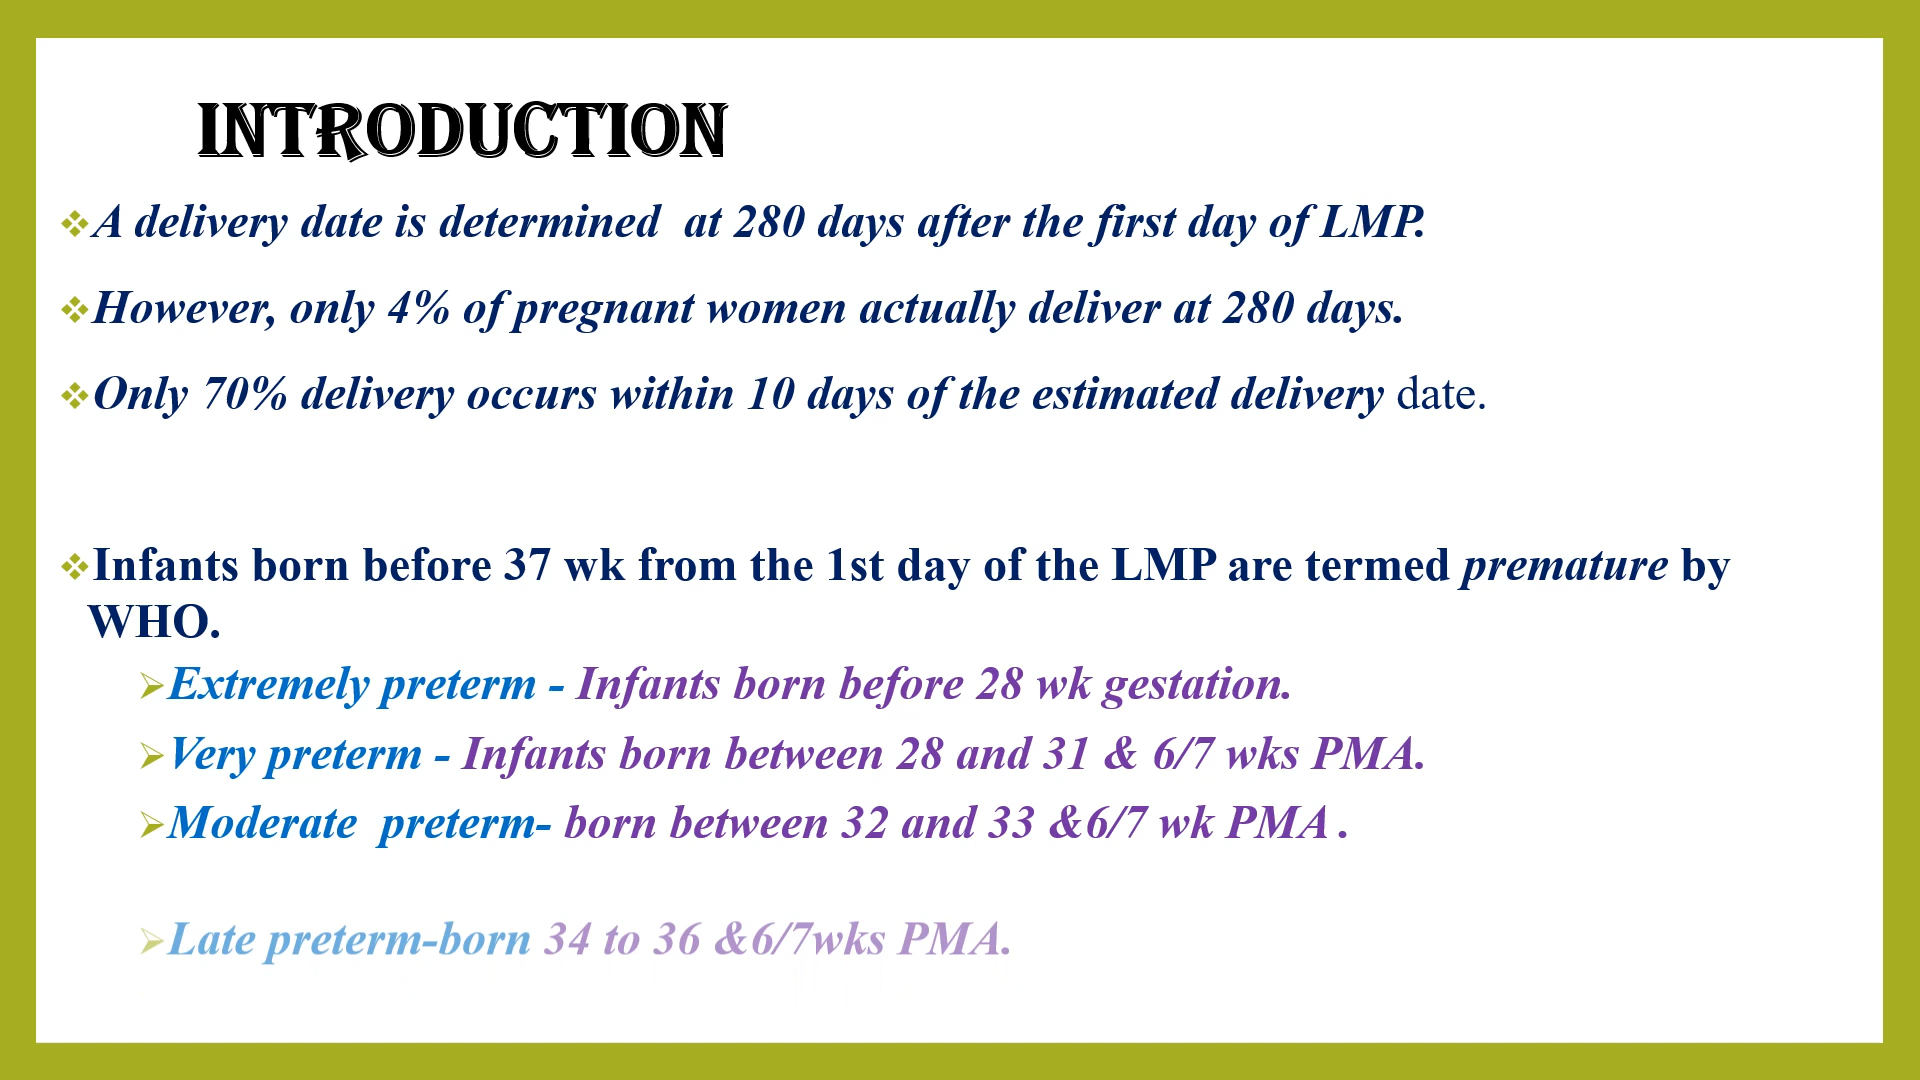 INTRODUCTION
A delivery date is determined at 280 days after the first day of LMP.
However, only 4% of pregnant women actually deliver at 280 days.
Only 70% delivery occurs within 10 days of the estimated delivery date.
Infants born before 37 wk from the 1st day of the LMP are termed premature by
WHO.
Extremely preterm - Infants born before 28 wk gestation.
Very preterm - Infants born between 28 and 31 & 6/7 wks PMA.
Moderate preterm- born between 32 and 33 &6/7 wk PMA .
Late preterm-born 34 to 36 &6/7wks PMA.